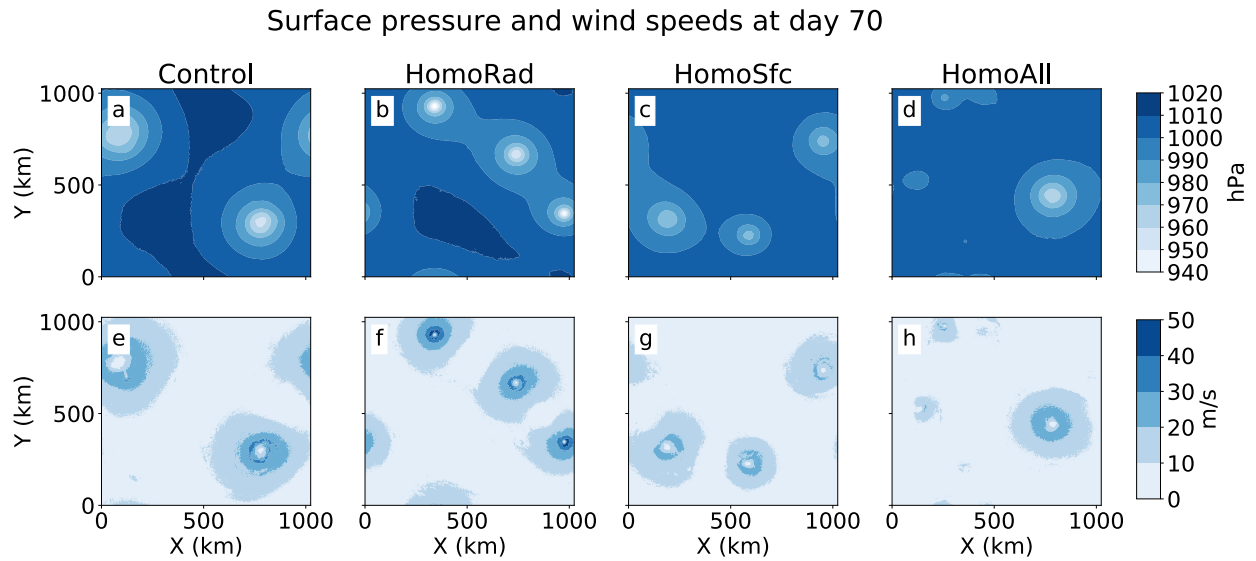 Surface pressure and wind speeds at day 70
Control HomoRad HomoSfc HomoAll
a b c d
Y (km)
1000
500
0
1020
1000
990
980
970
960
950
940
hPa
e f g h
Y (km)
1000
500
0
50
40
30
20
10
0
m/s
0 500 1000 0 500 1000 0 500 1000 0 500 1000
X (km) X (km) X (km) X (km)